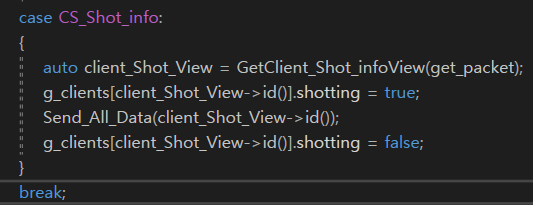 case CS_Shot_info:
{
auto client_Shot_View = GetClient_Shot_infoView(get_packet);
g_clients[client_Shot_View->id()].shotting = true;
Send_All_Data(client_Shot_View->id());
g_clients[client_Shot_View->id()].shotting = false;
}
break;